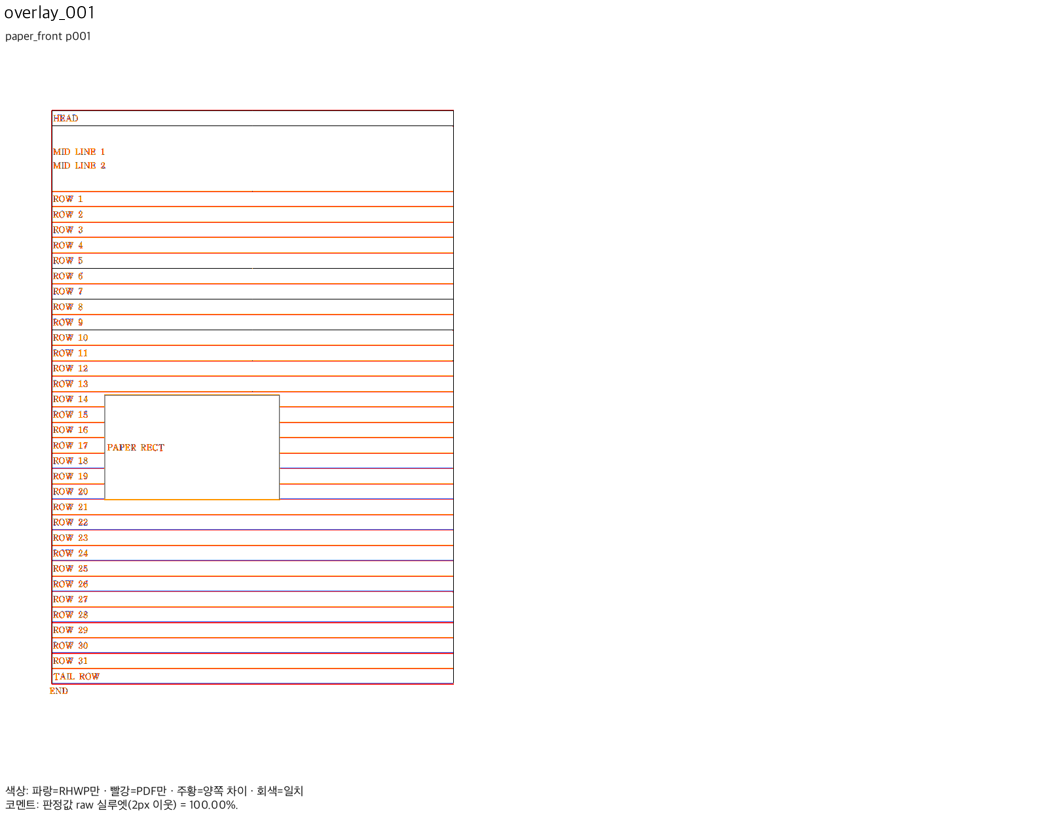 overlay_001
paper_front p001
HEAD
MID LINE 1
MID LINE 2
ROW 1
ROW 2
ROW 3
ROW 4
ROW 5
ROW 6
ROW 7
ROW 8
ROW 9
ROW 10
ROW 11
ROW 12
ROW 13
ROW 14
ROW 15
ROW 16
ROW 17
PAPER RECT
ROW 18
ROW 19
ROW 20
ROW 21
ROW 22
ROW 23
ROW 24
ROW 25
ROW 26
ROW 27
ROW 28
ROW 29
ROW 30
ROW 31
TAIL ROW
END
색상: 파랑=RHWP만 · 빨강=PDF만 · 주황=양쪽 차이 · 회색=일치
코멘트: 판정값 raw 실루엣(2px 이웃) = 100.00%.